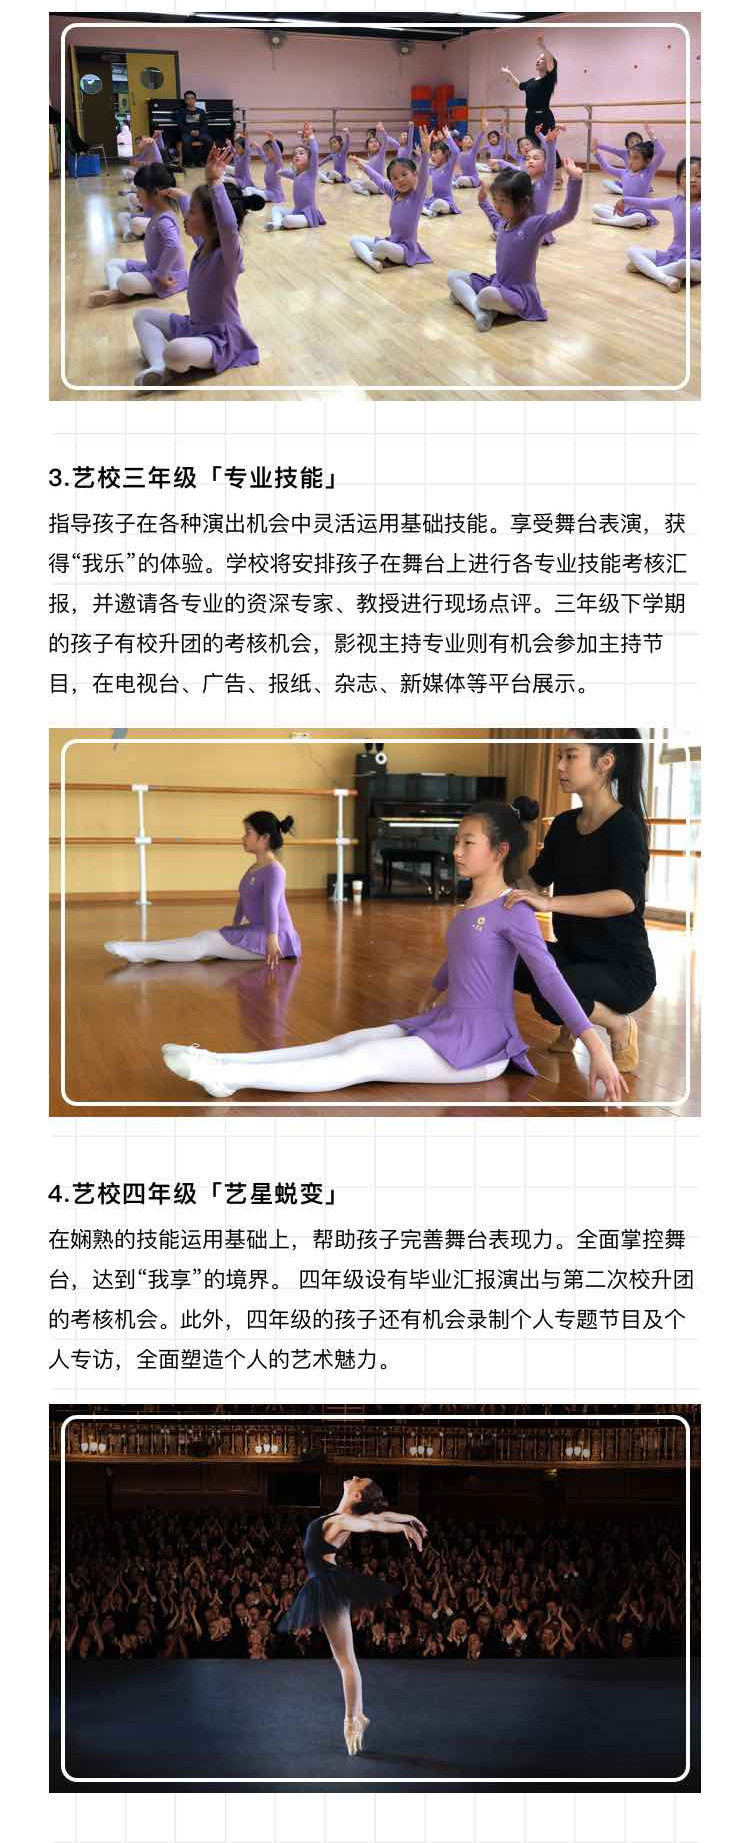 3.艺校三年级「专业技能」
指导孩子在各种演出机会中灵活运用基础技能。享受舞台表演，获
得“我乐”的体验。学校将安排孩子在舞台上进行各专业技能考核汇
报，并邀请各专业的资深专家、教授进行现场点评。三年级下学期
的孩子有校升团的考核机会，影视主持专业则有机会参加主持节
目，在电视台、广告、报纸、杂志、新媒体等平台展示。
4.艺校四年级「艺星蜕变」
在娴熟的技能运用基础上，帮助孩子完善舞台表现力。全面掌控舞
台，达到“我享”的境界。 四年级设有毕业汇报演出与第二次校升团
的考核机会。此外，四年级的孩子还有机会录制个人专题节目及个
人专访，全面塑造个人的艺术魅力。